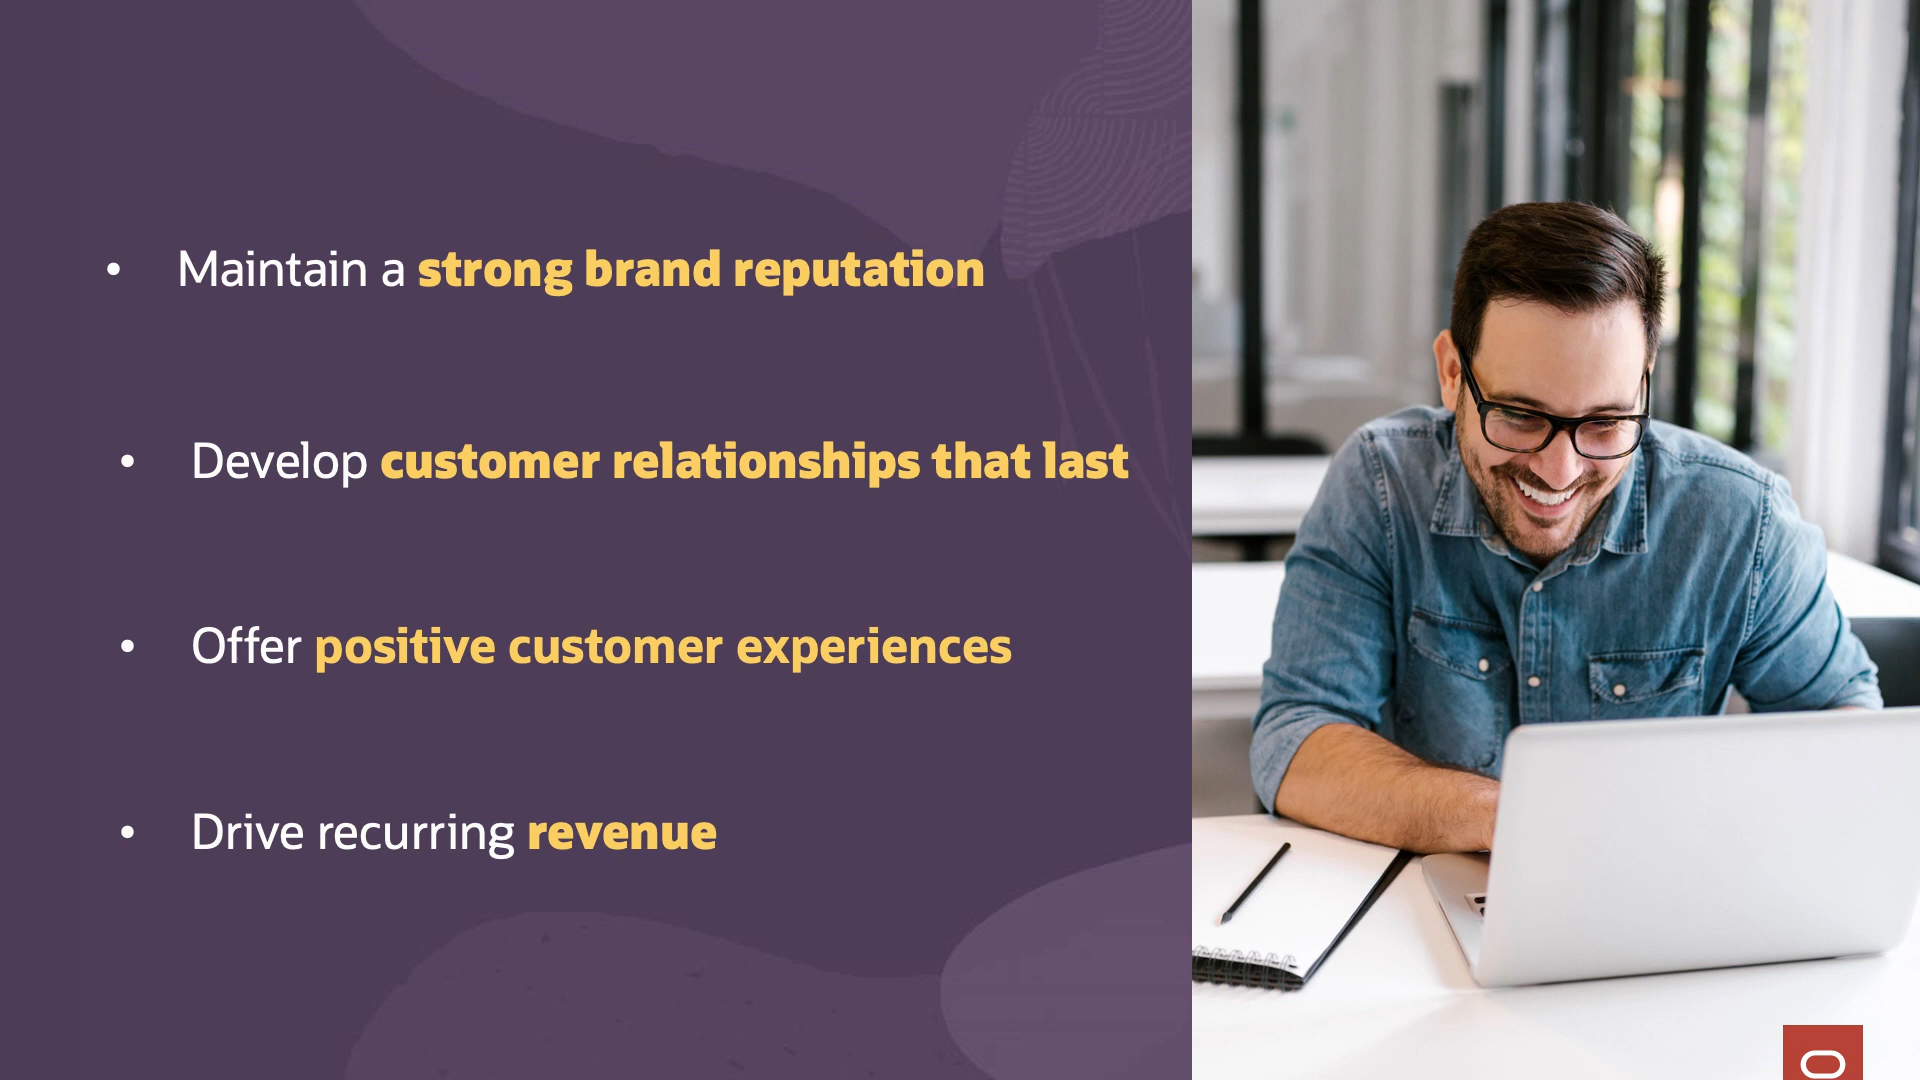 • Maintain a strong brand reputation
• Develop customer relationships that last
• Offer positive customer experiences
• Drive recurring revenue